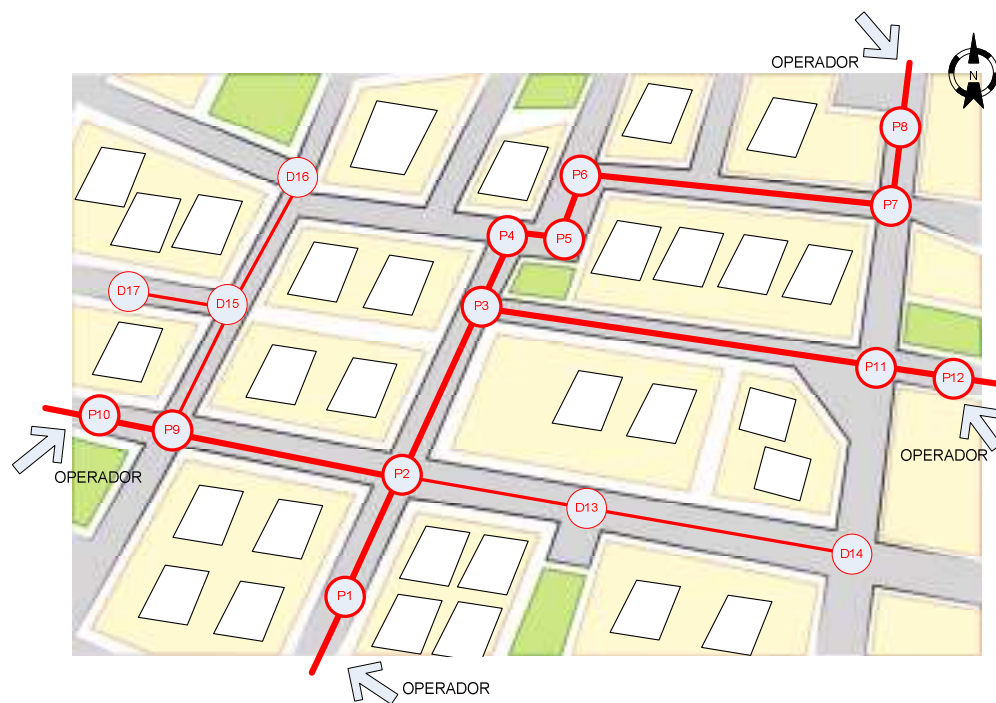 OPERADOR
N
P8
D16
P6
P7
P4
P5
D17
D15
P3
P11
P12
P10
P9
OPERADOR
P2
OPERADOR
D13
D14
P1
OPERADOR